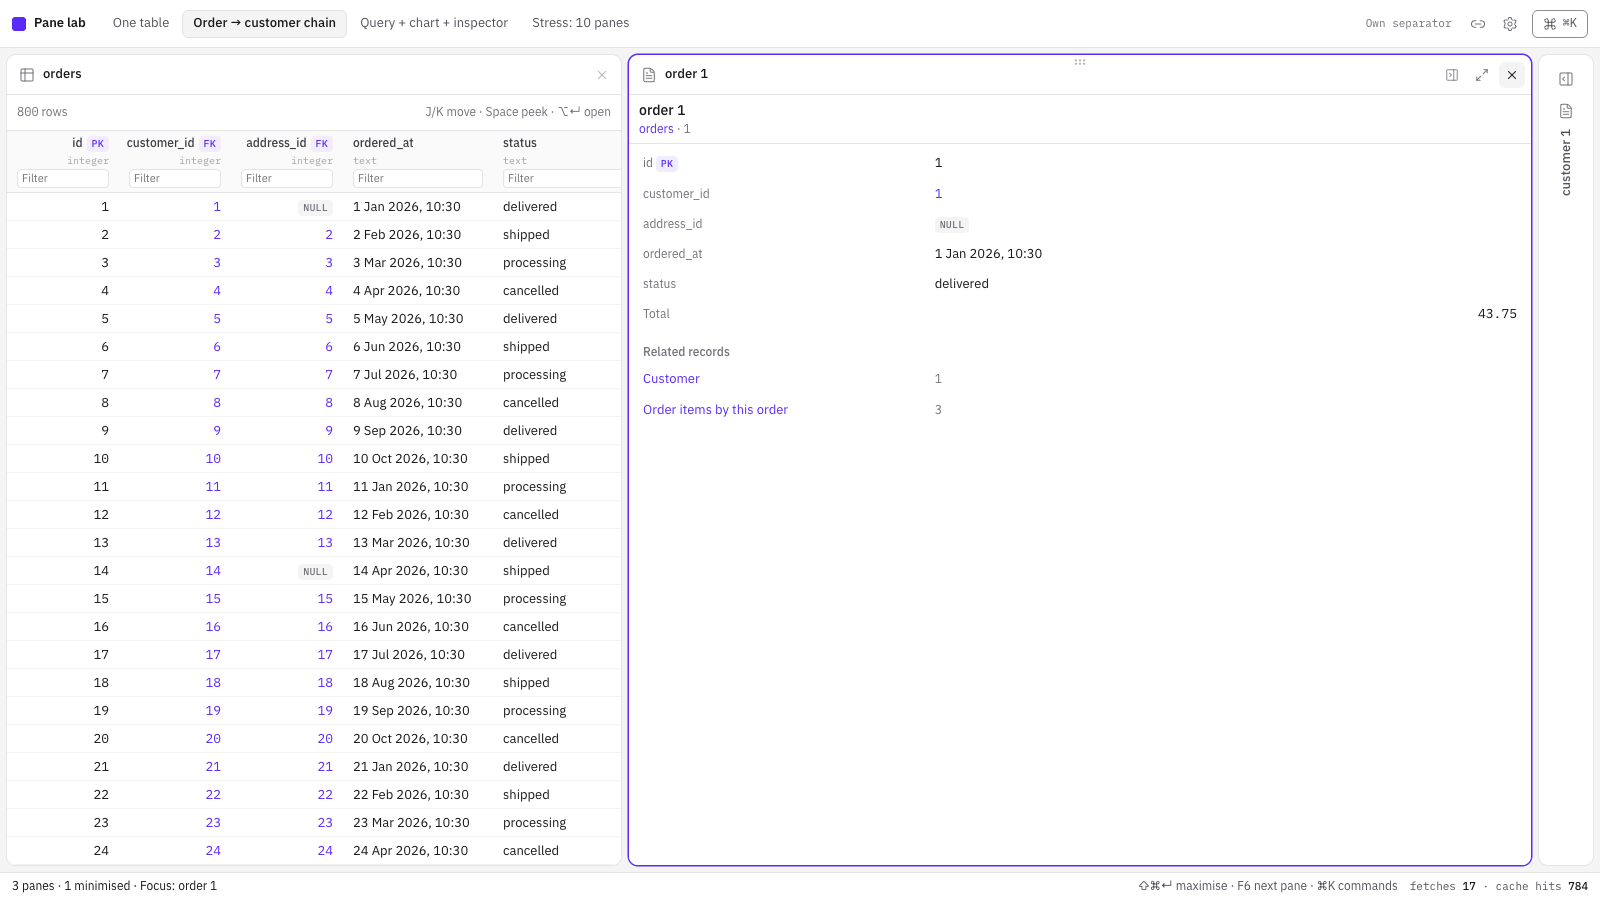 Pane lab
One table
Order → customer chain
Query + chart + inspector
Stress: 10 panes
Own separator
⌘ ⌘K
orders
800 rows
J/K move · Space peek · ⌥↵ open
id PK customer_id FK address_id FK ordered_at status
integer integer integer text text
Filter Filter Filter Filter Filter
1 1 NULL 1 Jan 2026, 10:30 delivered
2 2 2 2 Feb 2026, 10:30 shipped
3 3 3 3 Mar 2026, 10:30 processing
4 4 4 4 Apr 2026, 10:30 cancelled
5 5 5 5 May 2026, 10:30 delivered
6 6 6 6 Jun 2026, 10:30 shipped
7 7 7 7 Jul 2026, 10:30 processing
8 8 8 8 Aug 2026, 10:30 cancelled
9 9 9 9 Sep 2026, 10:30 delivered
10 10 10 10 Oct 2026, 10:30 shipped
11 11 11 11 Jan 2026, 10:30 processing
12 12 12 12 Feb 2026, 10:30 cancelled
13 13 13 13 Mar 2026, 10:30 delivered
14 14 NULL 14 Apr 2026, 10:30 shipped
15 15 15 15 May 2026, 10:30 processing
16 16 16 16 Jun 2026, 10:30 cancelled
17 17 17 17 Jul 2026, 10:30 delivered
18 18 18 18 Aug 2026, 10:30 shipped
19 19 19 19 Sep 2026, 10:30 processing
20 20 20 20 Oct 2026, 10:30 cancelled
21 21 21 21 Jan 2026, 10:30 delivered
22 22 22 22 Feb 2026, 10:30 shipped
23 23 23 23 Mar 2026, 10:30 processing
24 24 24 24 Apr 2026, 10:30 cancelled
order 1
order 1
orders · 1
id PK 1
customer_id 1
address_id NULL
ordered_at 1 Jan 2026, 10:30
status delivered
Total 43.75
Related records
Customer 1
Order items by this order 3
customer 1
3 panes · 1 minimised · Focus: order 1
⇧⌘↵ maximise · F6 next pane · ⌘K commands
fetches 17 · cache hits 784